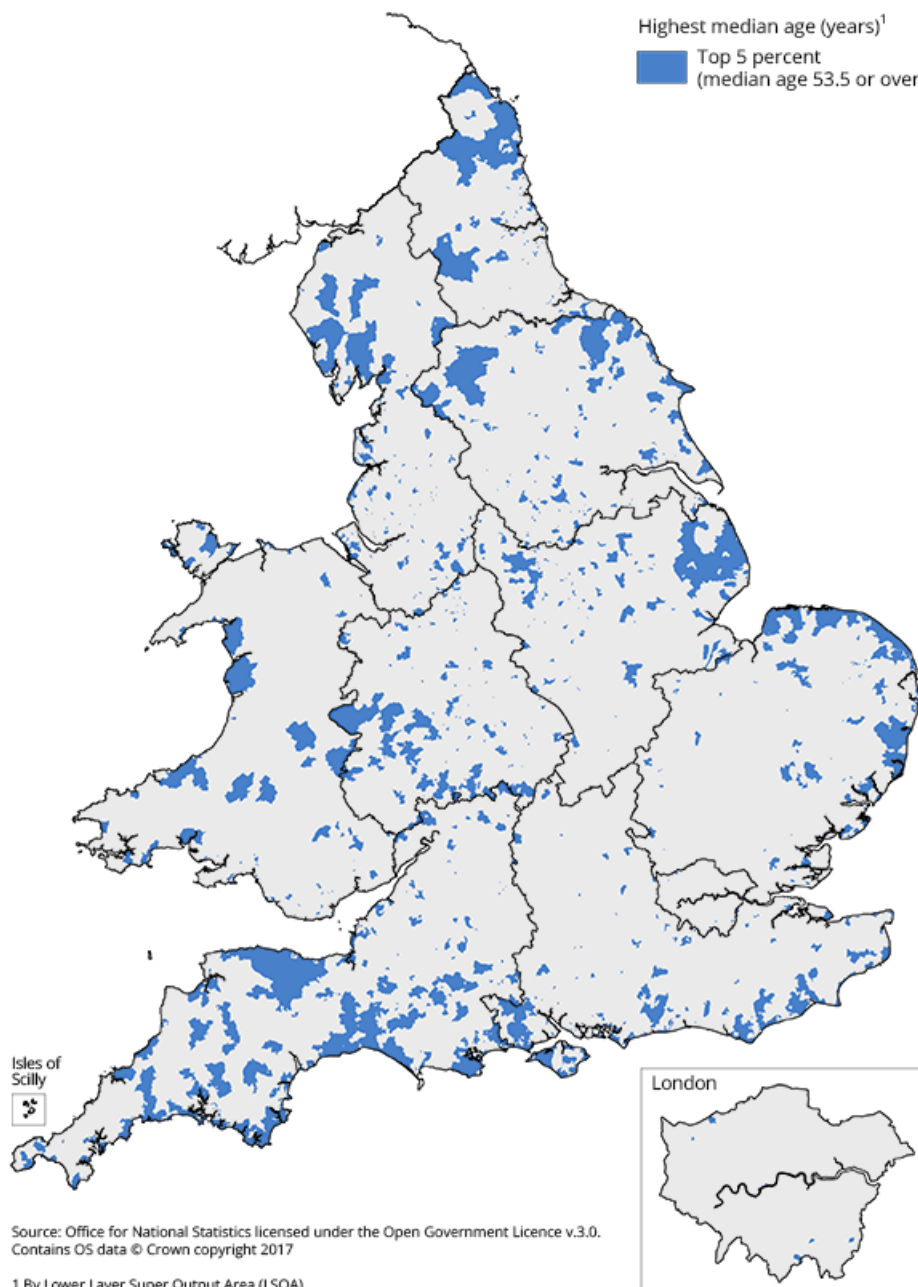 Highest median age (years)¹
Top 5 percent
(median age 53.5 or over
Isles of
Scilly
London
Source: Office for National Statistics licensed under the Open Government Licence v.3.0.
Contains OS data © Crown copyright 2017
1 By Lower Layer Super Output Area (LSOA)